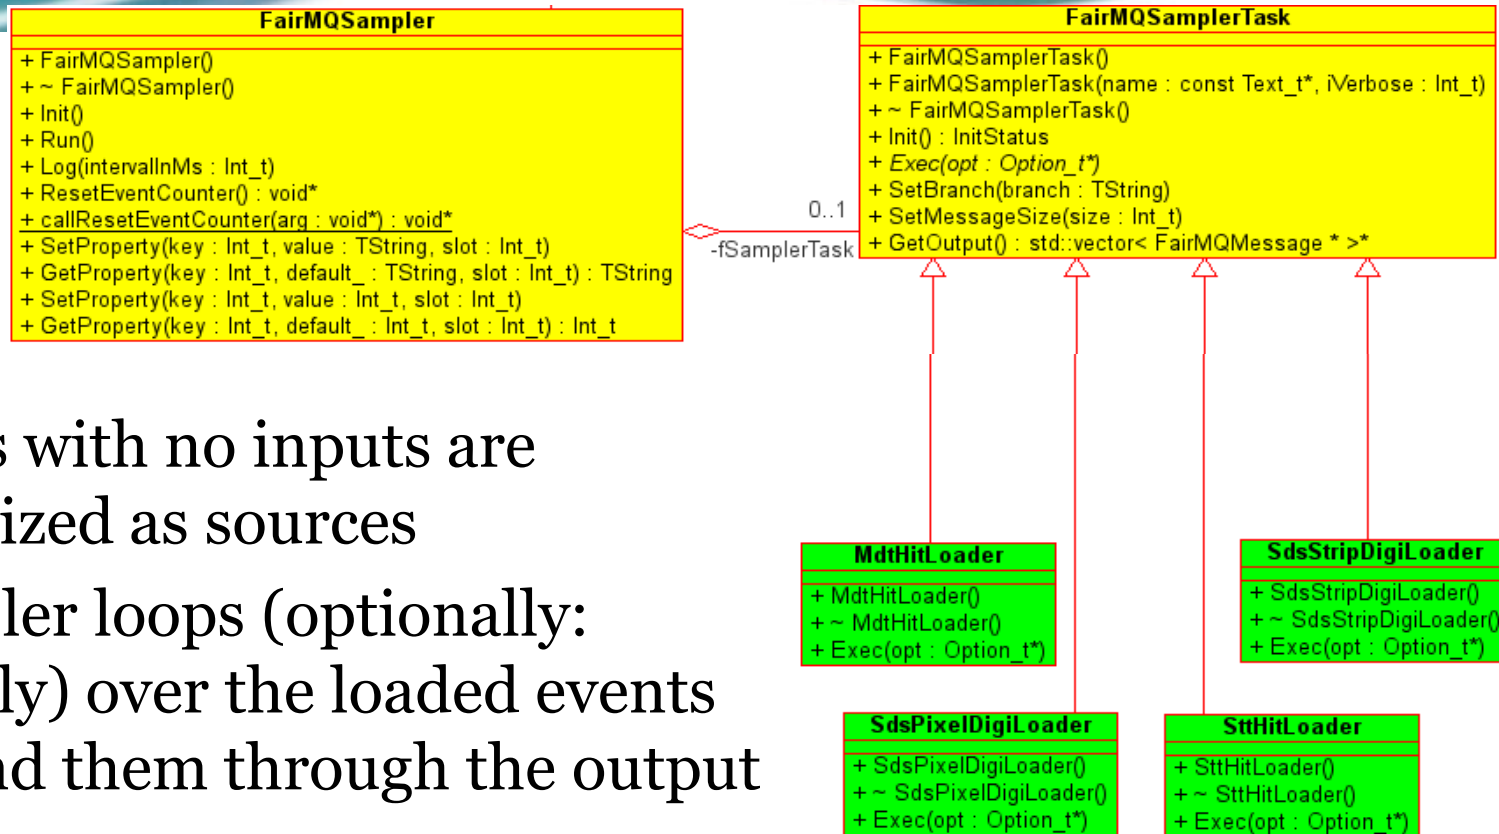 FairMQSampler
+ FairMQSampler()
+ ~ FairMQSampler()
+ Init()
+ Run()
+ Log(intervalInMs : Int_t)
+ ResetEventCounter() : void*
+ callResetEventCounter(arg : void*) : void*
+ SetProperty(key : Int_t, value : TString, slot : Int_t)
+ GetProperty(key : Int_t, default_ : TString, slot : Int_t) : TString
+ SetProperty(key : Int_t, value : Int_t, slot : Int_t)
+ GetProperty(key : Int_t, default_ : Int_t, slot : Int_t) : Int_t
0..1
-fSamplerTask
FairMQSamplerTask
+ FairMQSamplerTask()
+ FairMQSamplerTask(name : const Text_t*, iVerbose : Int_t)
+ ~ FairMQSamplerTask()
+ Init() : InitStatus
+ Exec(opt : Option_t*)
+ SetBranch(branch : TString)
+ SetMessageSize(size : Int_t)
+ GetOutput() : std::vector< FairMQMessage * >*
s with no inputs are
ized as sources
ler loops (optionally:
ly) over the loaded events
nd them through the output
MdtHitLoader
+ MdtHitLoader()
+ ~ MdtHitLoader()
+ Exec(opt : Option_t*)
SdsStripDigiLoader
+ SdsStripDigiLoader()
+ ~ SdsStripDigiLoader()
+ Exec(opt : Option_t*)
SdsPixelDigiLoader
+ SdsPixelDigiLoader()
+ ~ SdsPixelDigiLoader()
+ Exec(opt : Option_t*)
SttHitLoader
+ SttHitLoader()
+ ~ SttHitLoader()
+ Exec(opt : Option_t*)